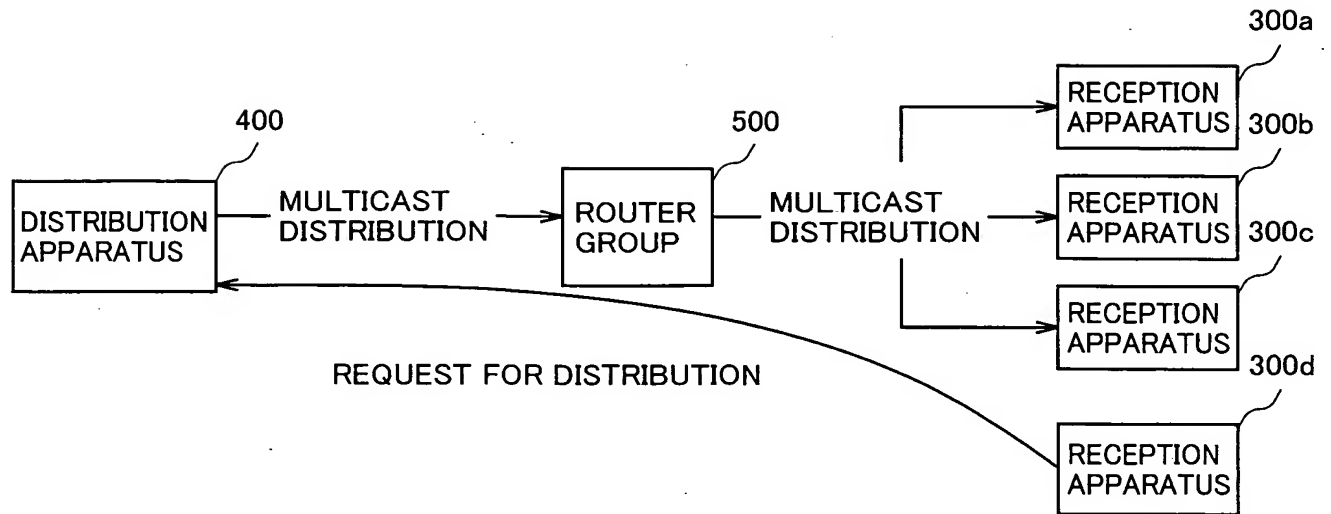 300a
RECEPTION
APPARATUS
400
500
300b
DISTRIBUTION
APPARATUS
MULTICAST
DISTRIBUTION
ROUTER
GROUP
MULTICAST
DISTRIBUTION
RECEPTION
APPARATUS
300c
RECEPTION
APPARATUS
REQUEST FOR DISTRIBUTION
300d
RECEPTION
APPARATUS